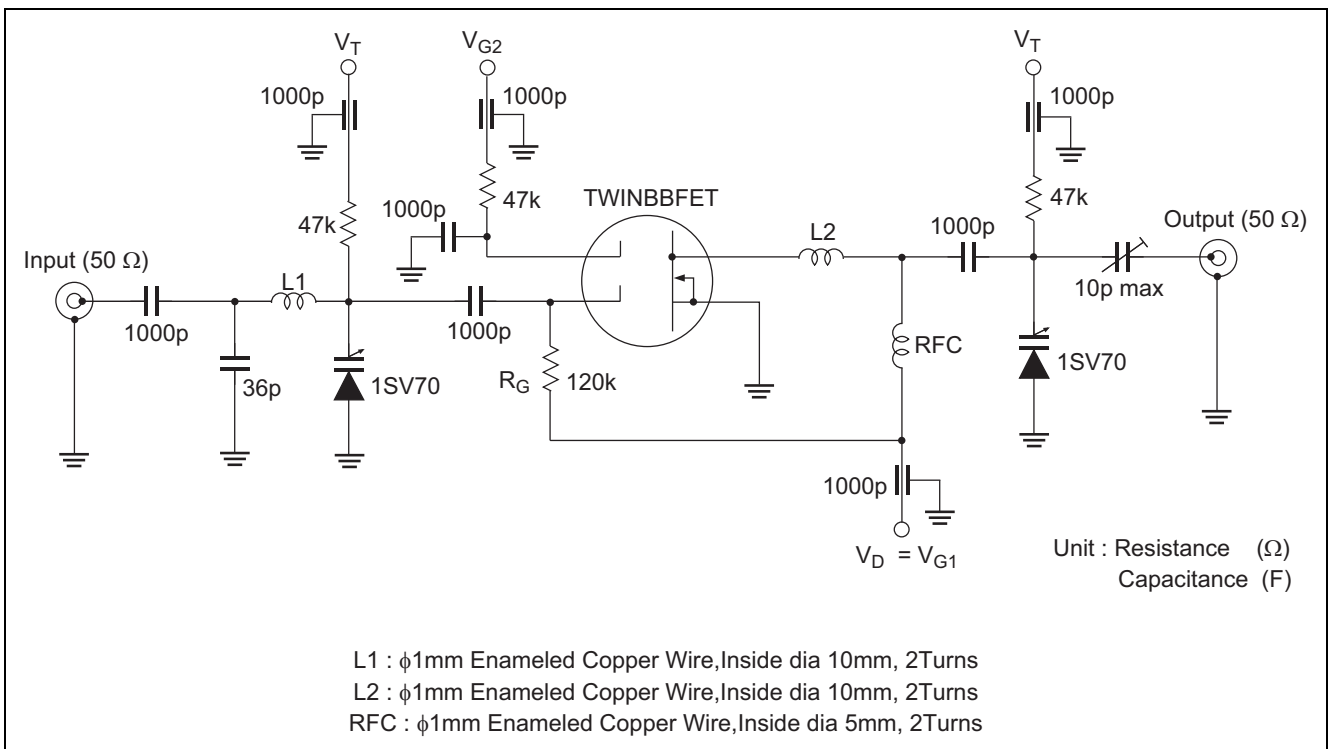 V_T
V_G2
V_T
1000p
1000p
1000p
47k
47k
1000p
TWINBBFET
47k
Input (50 Ω)
L1
L2
1000p
Output (50 Ω)
1000p
36p
1SV70
1000p
R_G
120k
RFC
10p max
1SV70
1000p
V_D = V_G1
Unit : Resistance (Ω)
Capacitance (F)
L1 : ϕ1mm Enameled Copper Wire,Inside dia 10mm, 2Turns
L2 : ϕ1mm Enameled Copper Wire,Inside dia 10mm, 2Turns
RFC : ϕ1mm Enameled Copper Wire,Inside dia 5mm, 2Turns